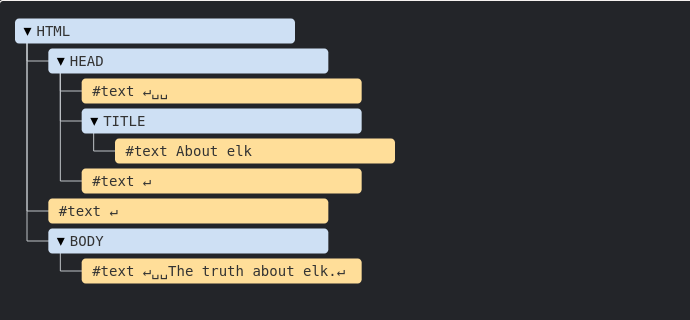 ▼ HTML
▼ HEAD
#text ↵␣␣
▼ TITLE
#text About elk
#text ↵
#text ↵
▼ BODY
#text ↵␣␣The truth about elk.↵